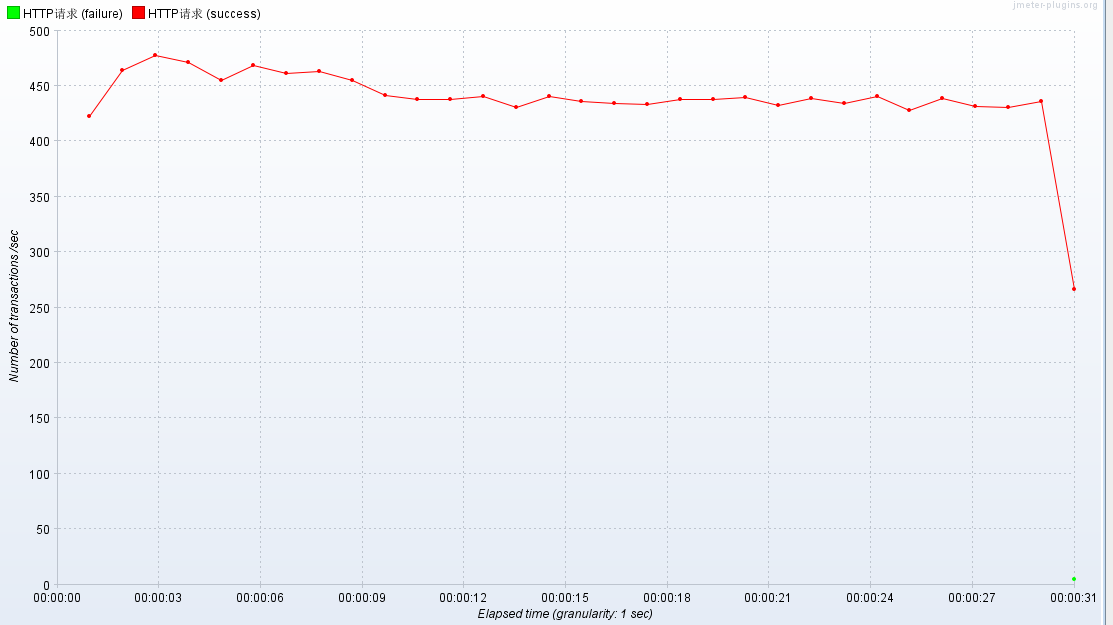 jmeter-plugins.org
HTTP请求 (failure) HTTP请求 (success)
500
450
400
350
300
250
200
150
100
50
0
Number of transactions /sec
00:00:00 00:00:03 00:00:06 00:00:09 00:00:12 00:00:15 00:00:18 00:00:21 00:00:24 00:00:27 00:00:31
Elapsed time (granularity: 1 sec)